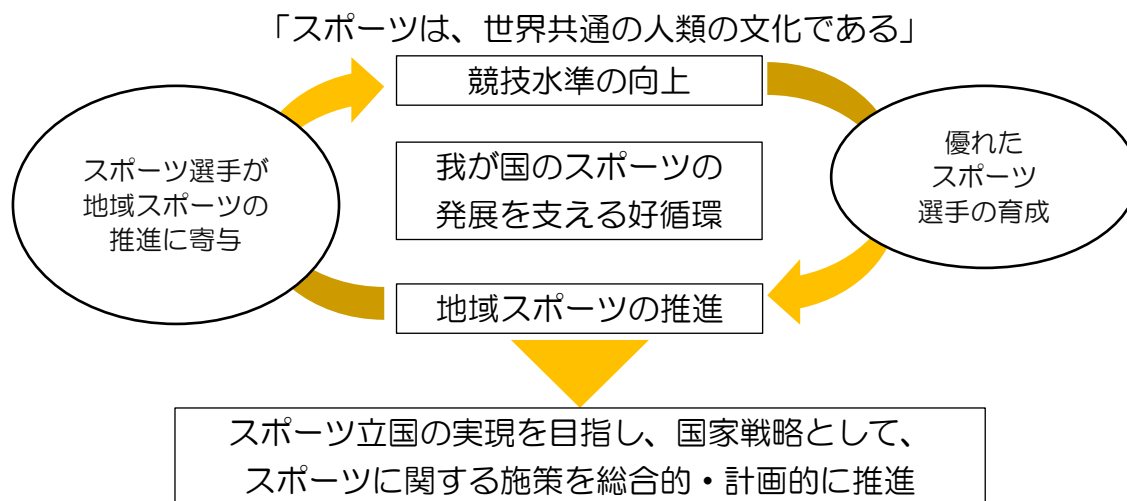 「スポーツは、世界共通の人類の文化である」
競技水準の向上
スポーツ選手が
地域スポーツの
推進に寄与
我が国のスポーツの
発展を支える好循環
優れた
スポーツ
選手の育成
地域スポーツの推進
スポーツ立国の実現を目指し、国家戦略として、
スポーツに関する施策を総合的・計画的に推進